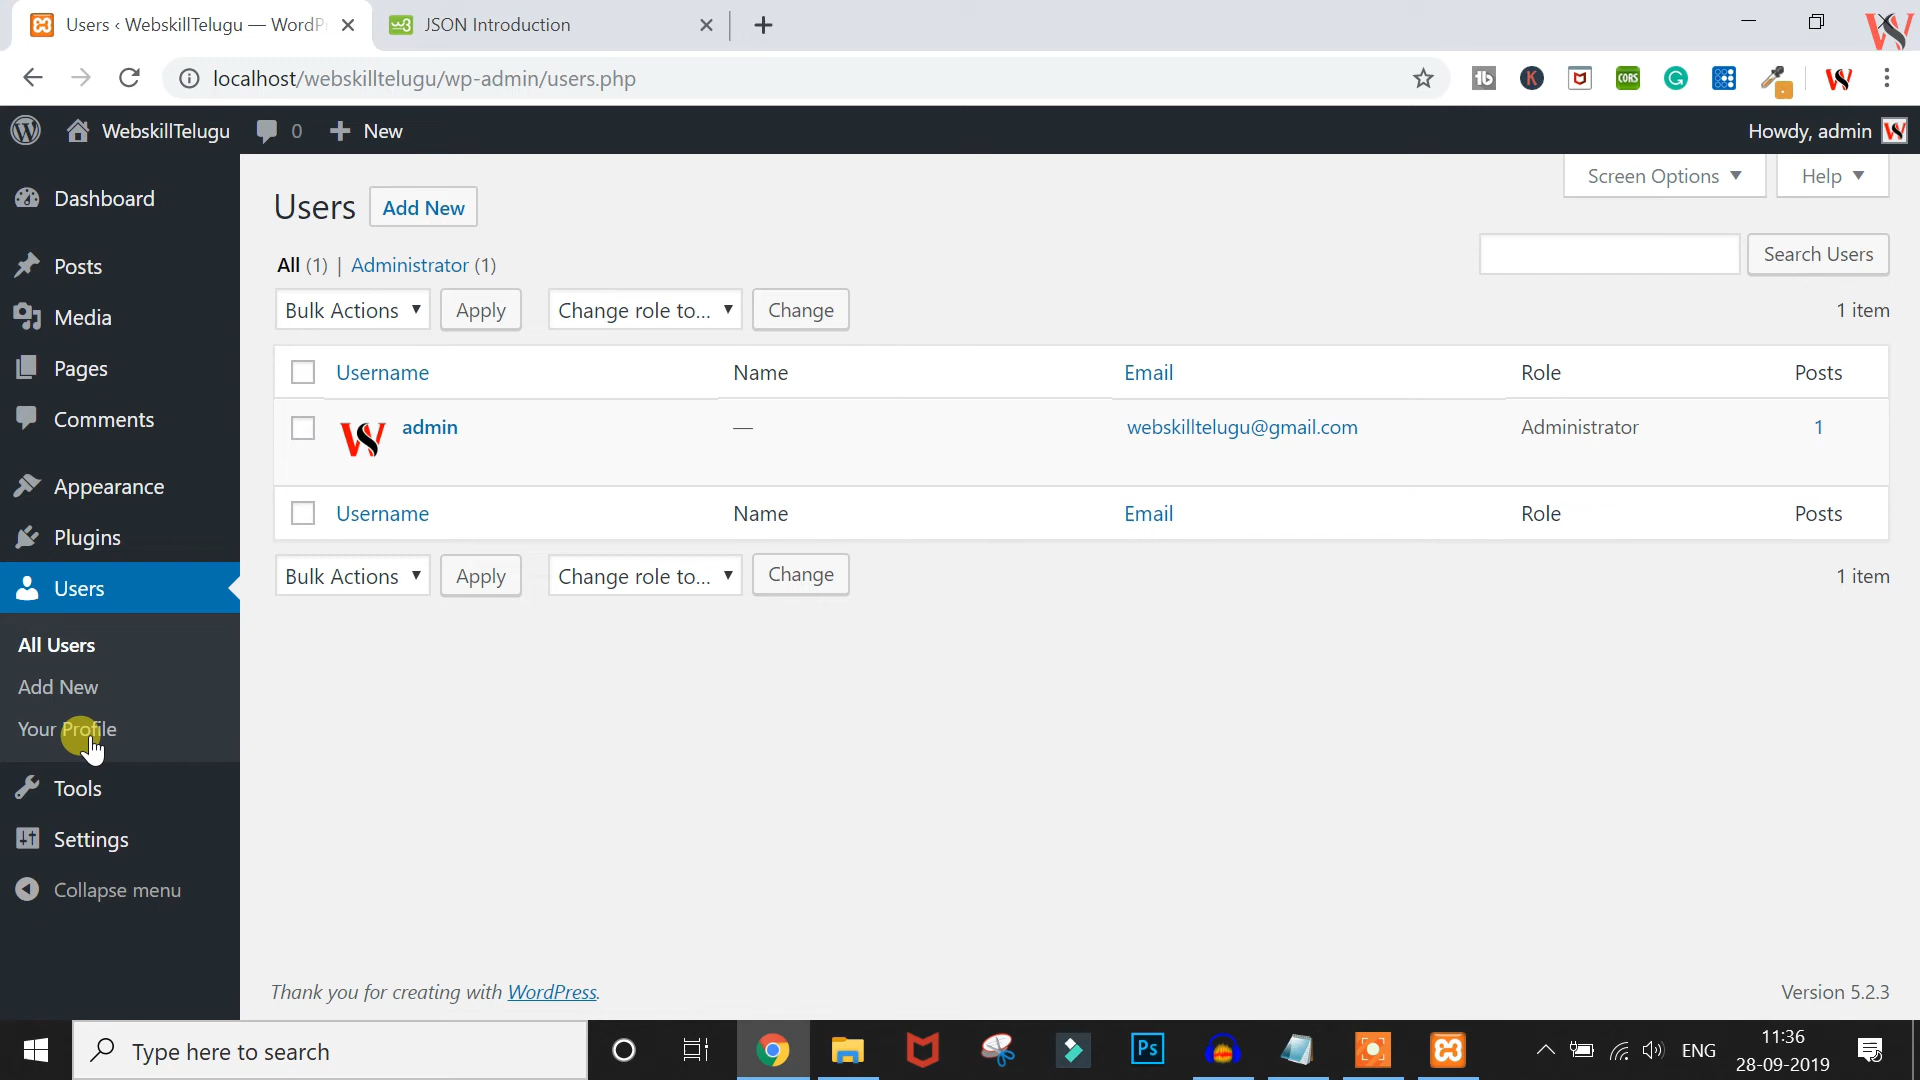 Users ‹ WebskillTelugu — WordP
JSON Introduction
localhost/webskilltelugu/wp-admin/users.php
WebskillTelugu 0 New
Howdy, admin
Screen Options Help
Users Add New
All (1) | Administrator (1)
Search Users
Bulk Actions Apply Change role to... Change 1 item
Username Name Email Role Posts
admin — webskilltelugu@gmail.com Administrator 1
Username Name Email Role Posts
Bulk Actions Apply Change role to... Change 1 item
Dashboard
Posts
Media
Pages
Comments
Appearance
Plugins
Users
All Users
Add New
Your Profile
Tools
Settings
Collapse menu
Thank you for creating with WordPress.
Version 5.2.3
Type here to search
Ps
ENG
11:36
28-09-2019
CORS